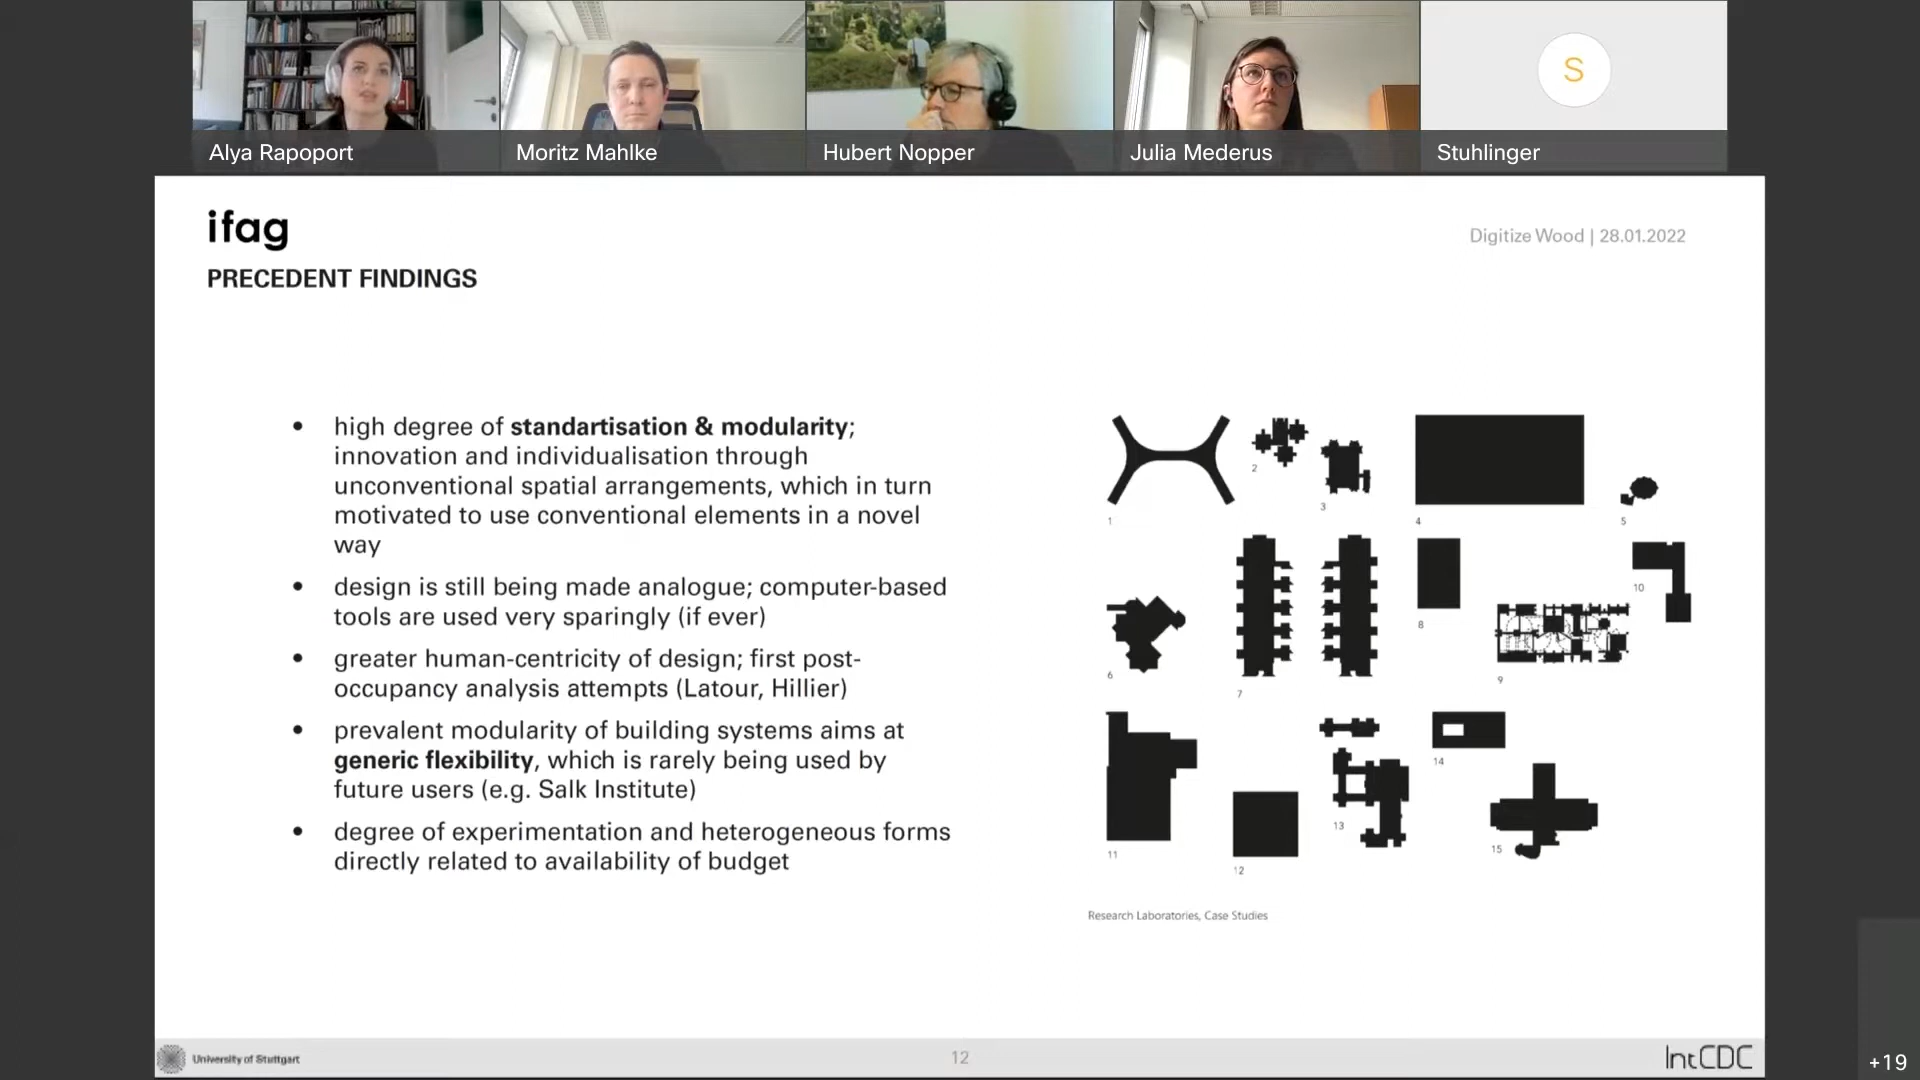 Alya Rapoport
Moritz Mahlke
Hubert Nopper
Julia Mederus
S
Stuhlinger
ifag
Digitize Wood | 28.01.2022
PRECEDENT FINDINGS
• high degree of standartisation & modularity;
innovation and individualisation through
unconventional spatial arrangements, which in turn
motivated to use conventional elements in a novel
way
• design is still being made analogue; computer-based
tools are used very sparingly (if ever)
• greater human-centricity of design; first post-
occupancy analysis attempts (Latour, Hillier)
• prevalent modularity of building systems aims at
generic flexibility, which is rarely being used by
future users (e.g. Salk Institute)
• degree of experimentation and heterogeneous forms
directly related to availability of budget
1
2
3
4
5
6
7
8
9
10
11
12
13
14
15
Research Laboratories, Case Studies
University of Stuttgart
12
IntCDC
+19